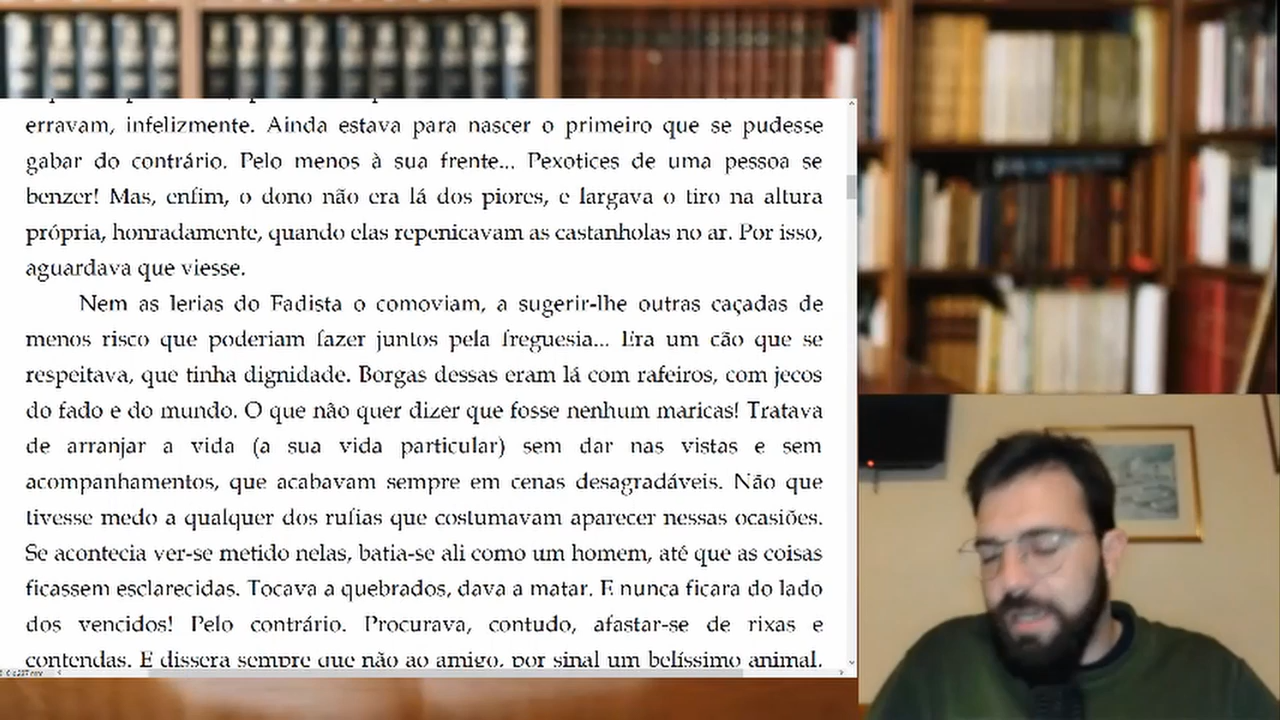 erravam, infelizmente. Ainda estava para nascer o primeiro que se pudesse
gabar do contrário. Pelo menos à sua frente... Pexotices de uma pessoa se
benzer! Mas, enfim, o dono não era lá dos piores, e largava o tiro na altura
própria, honradamente, quando elas repenicavam as castanholas no ar. Por isso,
aguardava que viesse.
Nem as lerias do Fadista o comoviam, a sugerir-lhe outras caçadas de
menos risco que poderiam fazer juntos pela freguesia... Era um cão que se
respeitava, que tinha dignidade. Borgas dessas eram lá com rafeiros, com jecos
do fado e do mundo. O que não quer dizer que fosse nenhum maricas! Tratava
de arranjar a vida (a sua vida particular) sem dar nas vistas e sem
acompanhamentos, que acabavam sempre em cenas desagradáveis. Não que
tivesse medo a qualquer dos rufias que costumavam aparecer nessas ocasiões.
Se acontecia ver-se metido nelas, batia-se ali como um homem, até que as coisas
ficassem esclarecidas. Tocava a quebrados, dava a matar. E nunca ficara do lado
dos vencidos! Pelo contrário. Procurava, contudo, afastar-se de rixas e
contendas. E dissera sempre que não ao amigo, por sinal um belíssimo animal,